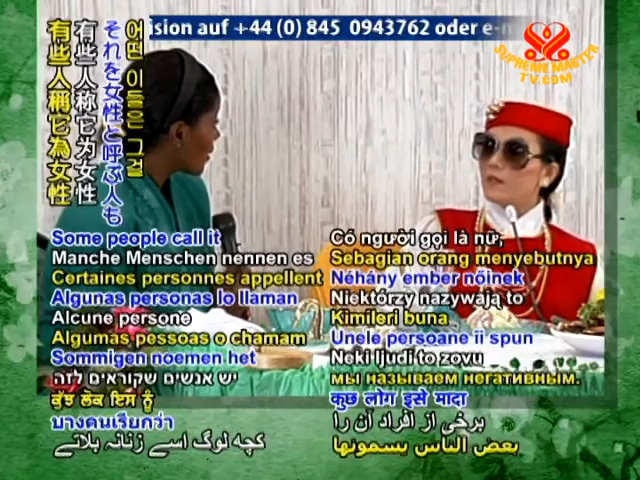 ision auf +44 (0) 845 0943762 oder e-m
SUPREME MASTER
TV.COM
어떤 이들은 그걸
それを女性と呼ぶ人も
有些人称它为女性
有些人稱它為女性
Some people call it
Manche Menschen nennen es
Certaines personnes appellent
Algunas personas lo llaman
Alcune persone
Algumas pessoas o chamam
Sommigen noemen het
יש אנשים שקוראים לזה
ਕੁੱਝ ਲੋਕ ਇਸ ਨੂੰ
บางคนเรียกว่า
کچھ لوگ اسے زنانہ بلاتے
Có người gọi là nữ,
Sebagian orang menyebutnya
Néhány ember nőinek
Niektórzy nazywają to
Kimileri buna
Unele persoane îi spun
Neki ljudi to zovu
мы называем негативным.
कुछ लोग इसे मादा
برخی از افراد آن را
بعض الناس يسمونها